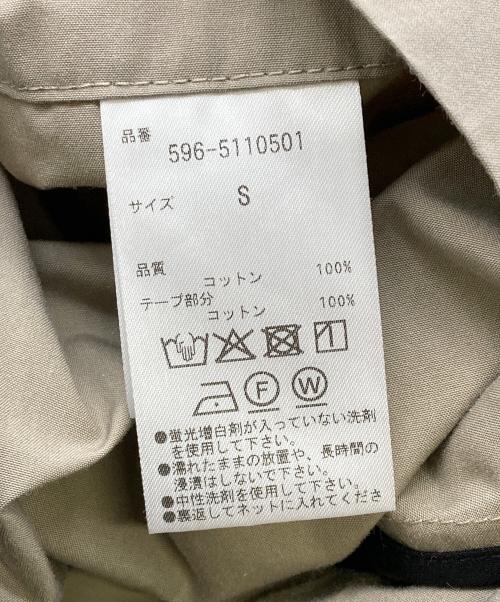 品番
596-5110501
サイズ S
品質
コットン 100%
テープ部分
コットン 100%
F W
●蛍光増白剤が入っていない洗剤
を使用して下さい。
●濡れたままの放置や、長時間の
浸漬はしないで下さい。
●中性洗剤を使用して下さい。
●裏返してネットに入れてくださ